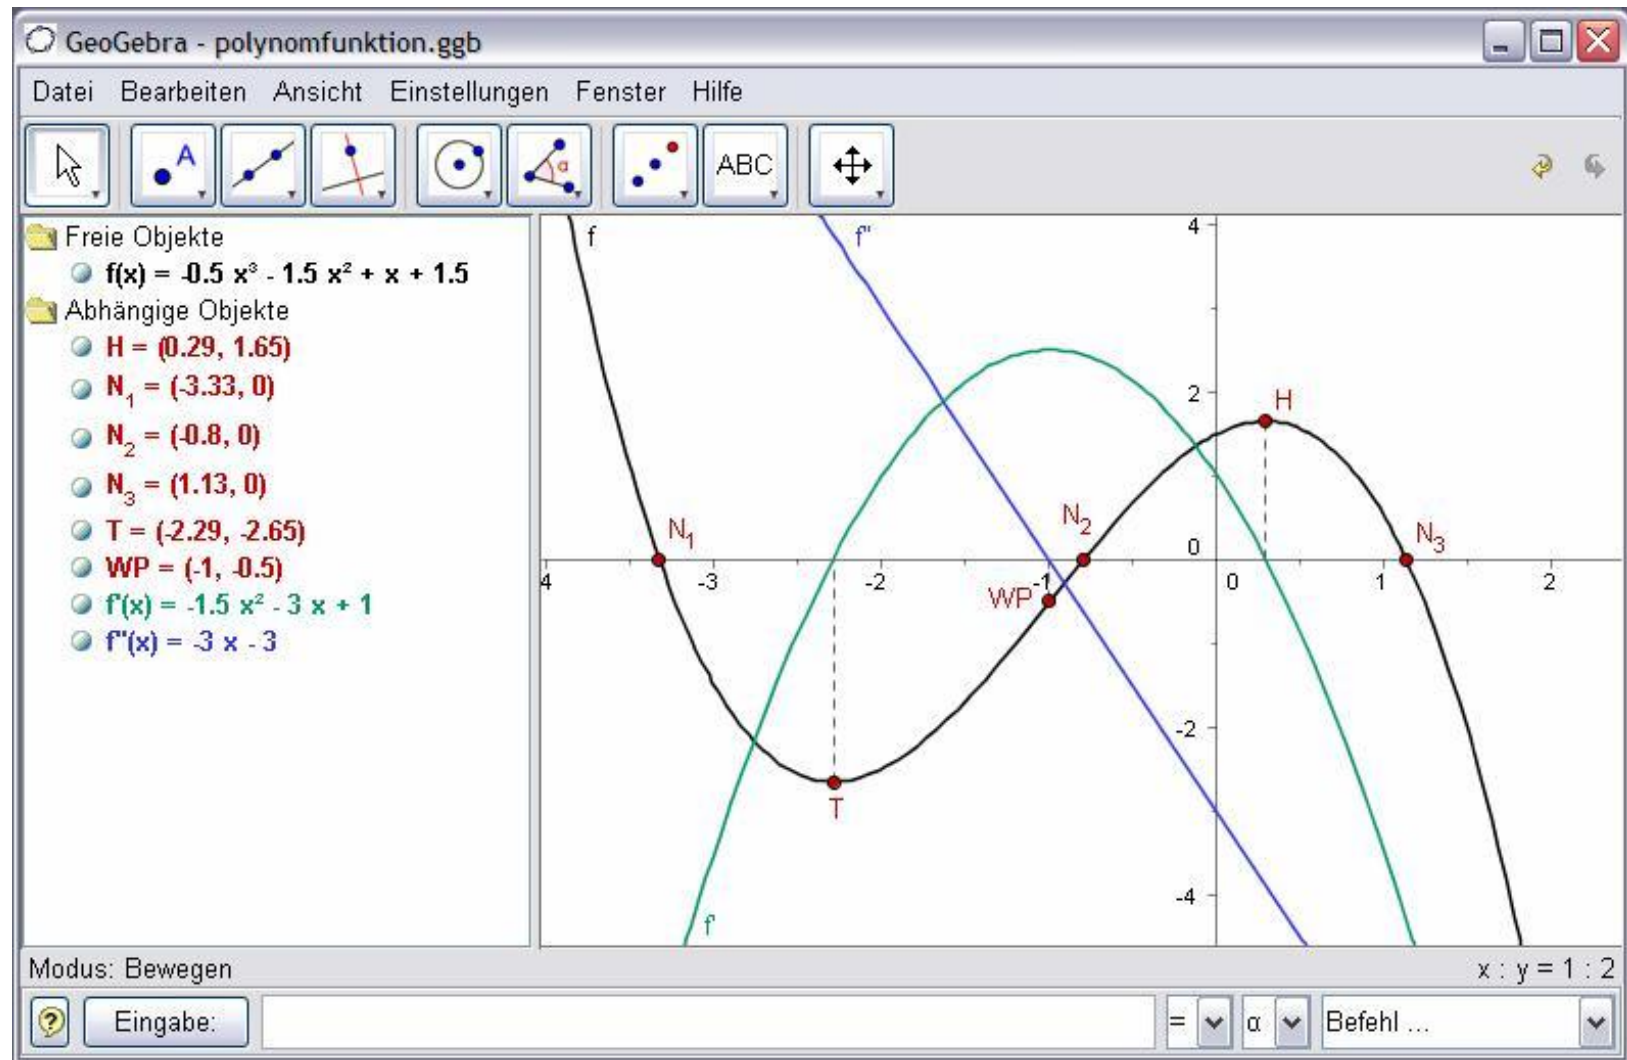 GeoGebra - polynomfunktion.ggb
Datei Bearbeiten Ansicht Einstellungen Fenster Hilfe
A α ABC
Freie Objekte
f(x) = -0.5 x³ - 1.5 x² + x + 1.5
Abhängige Objekte
H = (0.29, 1.65)
N₁ = (-3.33, 0)
N₂ = (-0.8, 0)
N₃ = (1.13, 0)
T = (-2.29, -2.65)
WP = (-1, -0.5)
f'(x) = -1.5 x² - 3 x + 1
f''(x) = -3 x - 3
f f'' 4
2 H
N₁ N₂ 0 N₃
4 -3 -2 -1 0 1 2
WP
-2
T
-4
f'
Modus: Bewegen x : y = 1 : 2
? Eingabe: = α Befehl ...